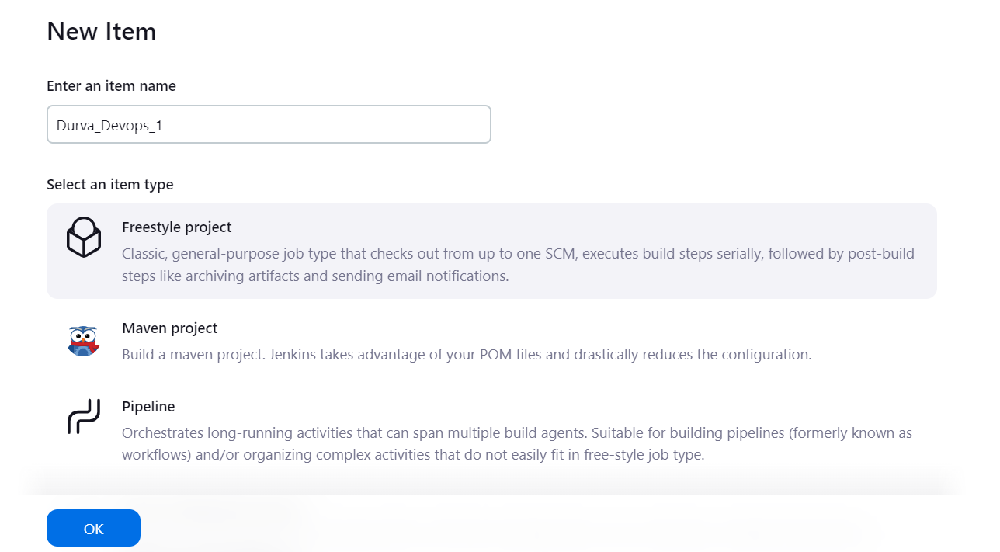 New Item
Enter an item name
Durva_Devops_1
Select an item type
Freestyle project
Classic, general-purpose job type that checks out from up to one SCM, executes build steps serially, followed by post-build
steps like archiving artifacts and sending email notifications.
Maven project
Build a maven project. Jenkins takes advantage of your POM files and drastically reduces the configuration.
Pipeline
Orchestrates long-running activities that can span multiple build agents. Suitable for building pipelines (formerly known as
workflows) and/or organizing complex activities that do not easily fit in free-style job type.
OK